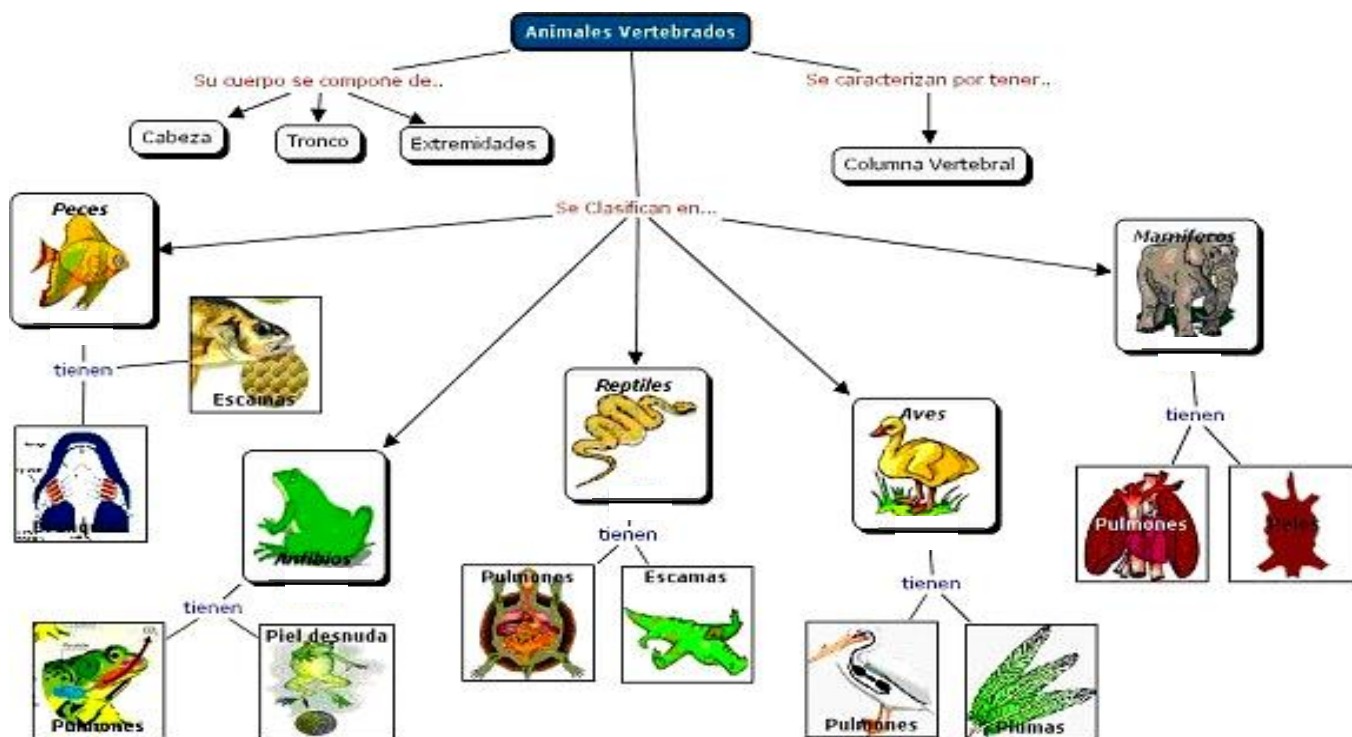 Animales Vertebrados
Su cuerpo se compone de..
Se caracterizan por tener..
Cabeza
Tronco
Extremidades
Columna Vertebral
Se Clasifican en...
Peces
Mamíferos
tienen
Escamas
Reptiles
Aves
tienen
Anfibios
tienen
Pulmones
Pelos
tienen
Pulmones
Escamas
tienen
tienen
Piel desnuda
Pulmones
Pulmones
Plumas